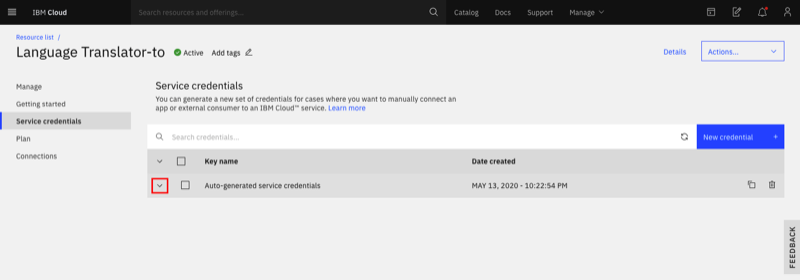 IBM Cloud
Search resources and offerings...
Catalog
Docs
Support
Manage
Resource list /
Language Translator-to
Active
Add tags
Details
Actions...
Manage
Getting started
Service credentials
Plan
Connections
Service credentials
You can generate a new set of credentials for cases where you want to manually connect an
app or external consumer to an IBM Cloud™ service. Learn more
Search credentials...
New credential +
Key name
Date created
Auto-generated service credentials
MAY 13, 2020 - 10:22:54 PM
FEEDBACK